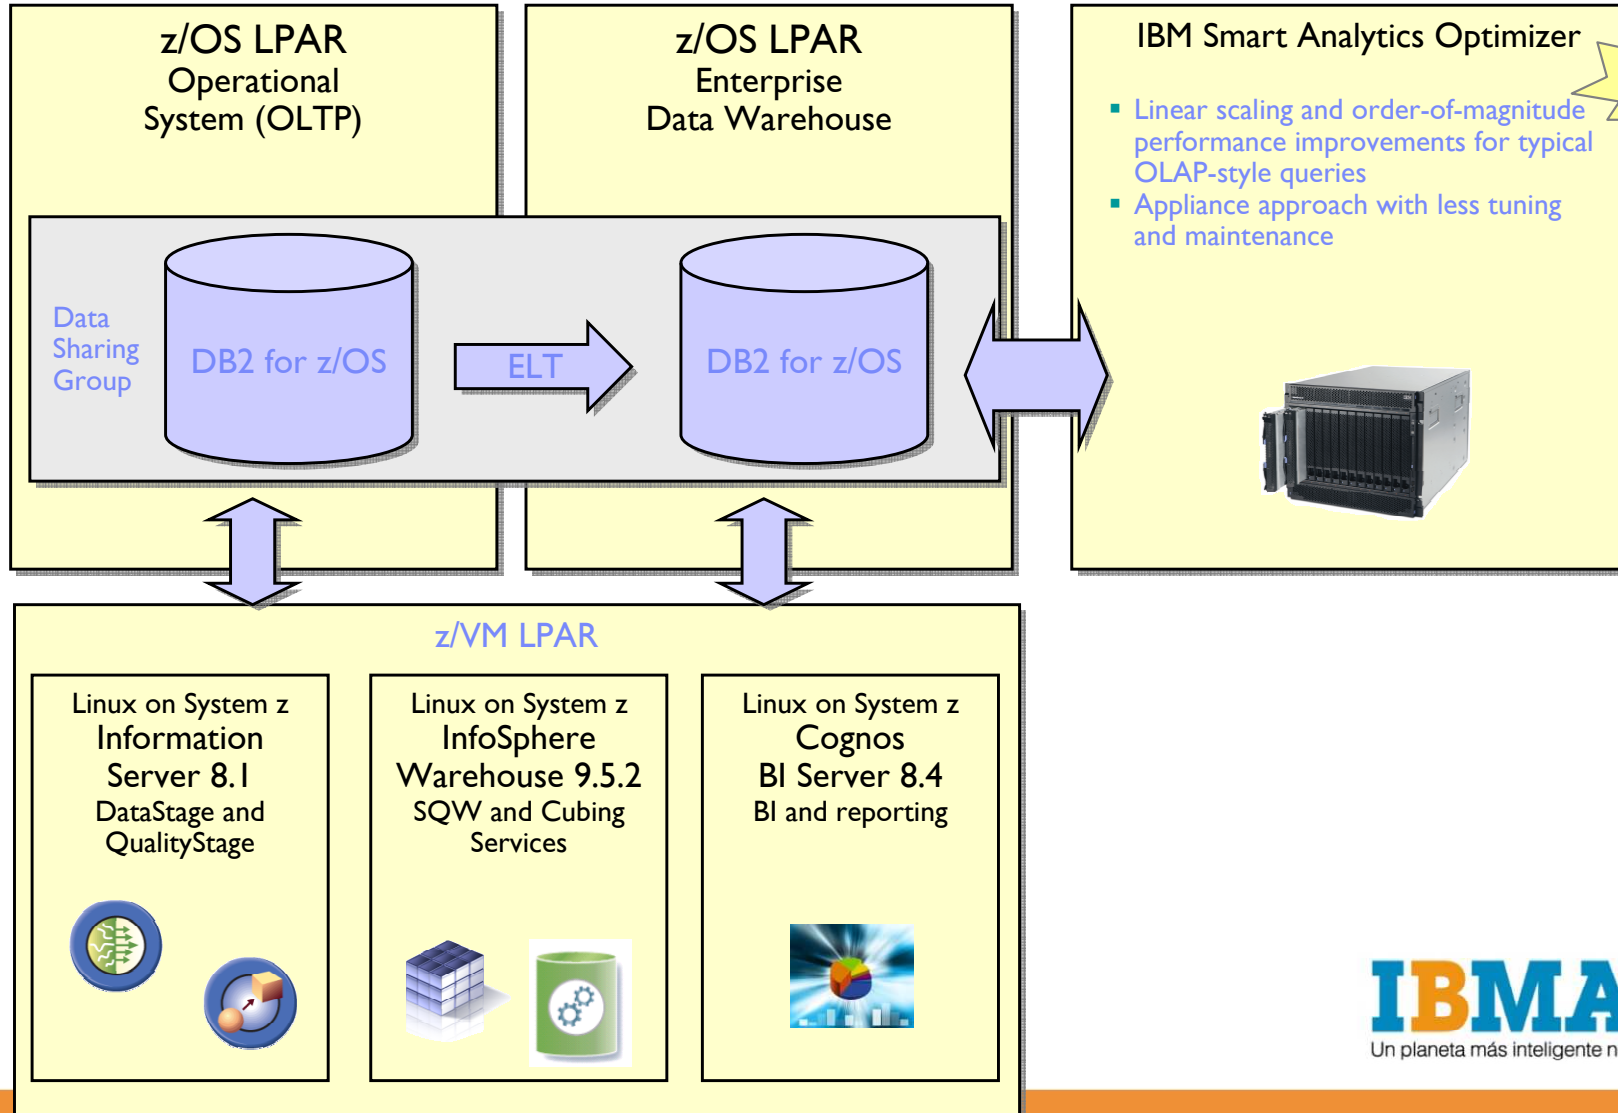 z/OS LPAR
Operational
System (OLTP)
z/OS LPAR
Enterprise
Data Warehouse
IBM Smart Analytics Optimizer
Linear scaling and order-of-magnitude
performance improvements for typical
OLAP-style queries
Appliance approach with less tuning
and maintenance
Data
Sharing
Group
DB2 for z/OS
ELT
DB2 for z/OS
z/VM LPAR
Linux on System z
Information
Server 8.1
DataStage and
QualityStage
Linux on System z
InfoSphere
Warehouse 9.5.2
SQW and Cubing
Services
Linux on System z
Cognos
BI Server 8.4
BI and reporting
IBMA
Un planeta más inteligente n